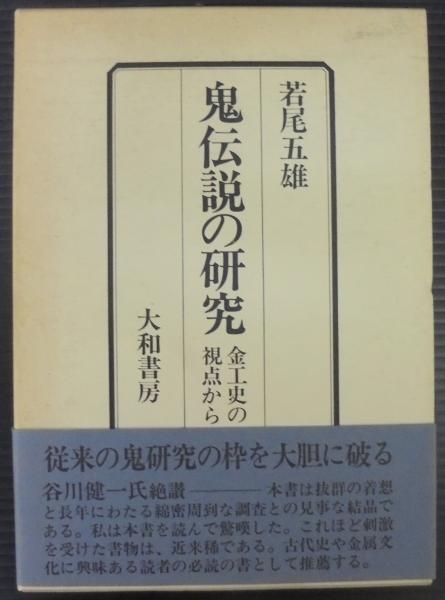 若尾五雄
鬼伝説の研究
金工史の
視点から
大和書房
従来の鬼研究の枠を大胆に破る
谷川健一氏絶讃――――本書は抜群の着想
と長年にわたる綿密周到な調査との見事な結晶で
ある。私は本書を読んで驚嘆した。これほど刺激
を受けた書物は、近来稀である。古代史や金属文
化に興味ある読者の必読の書として推薦する。